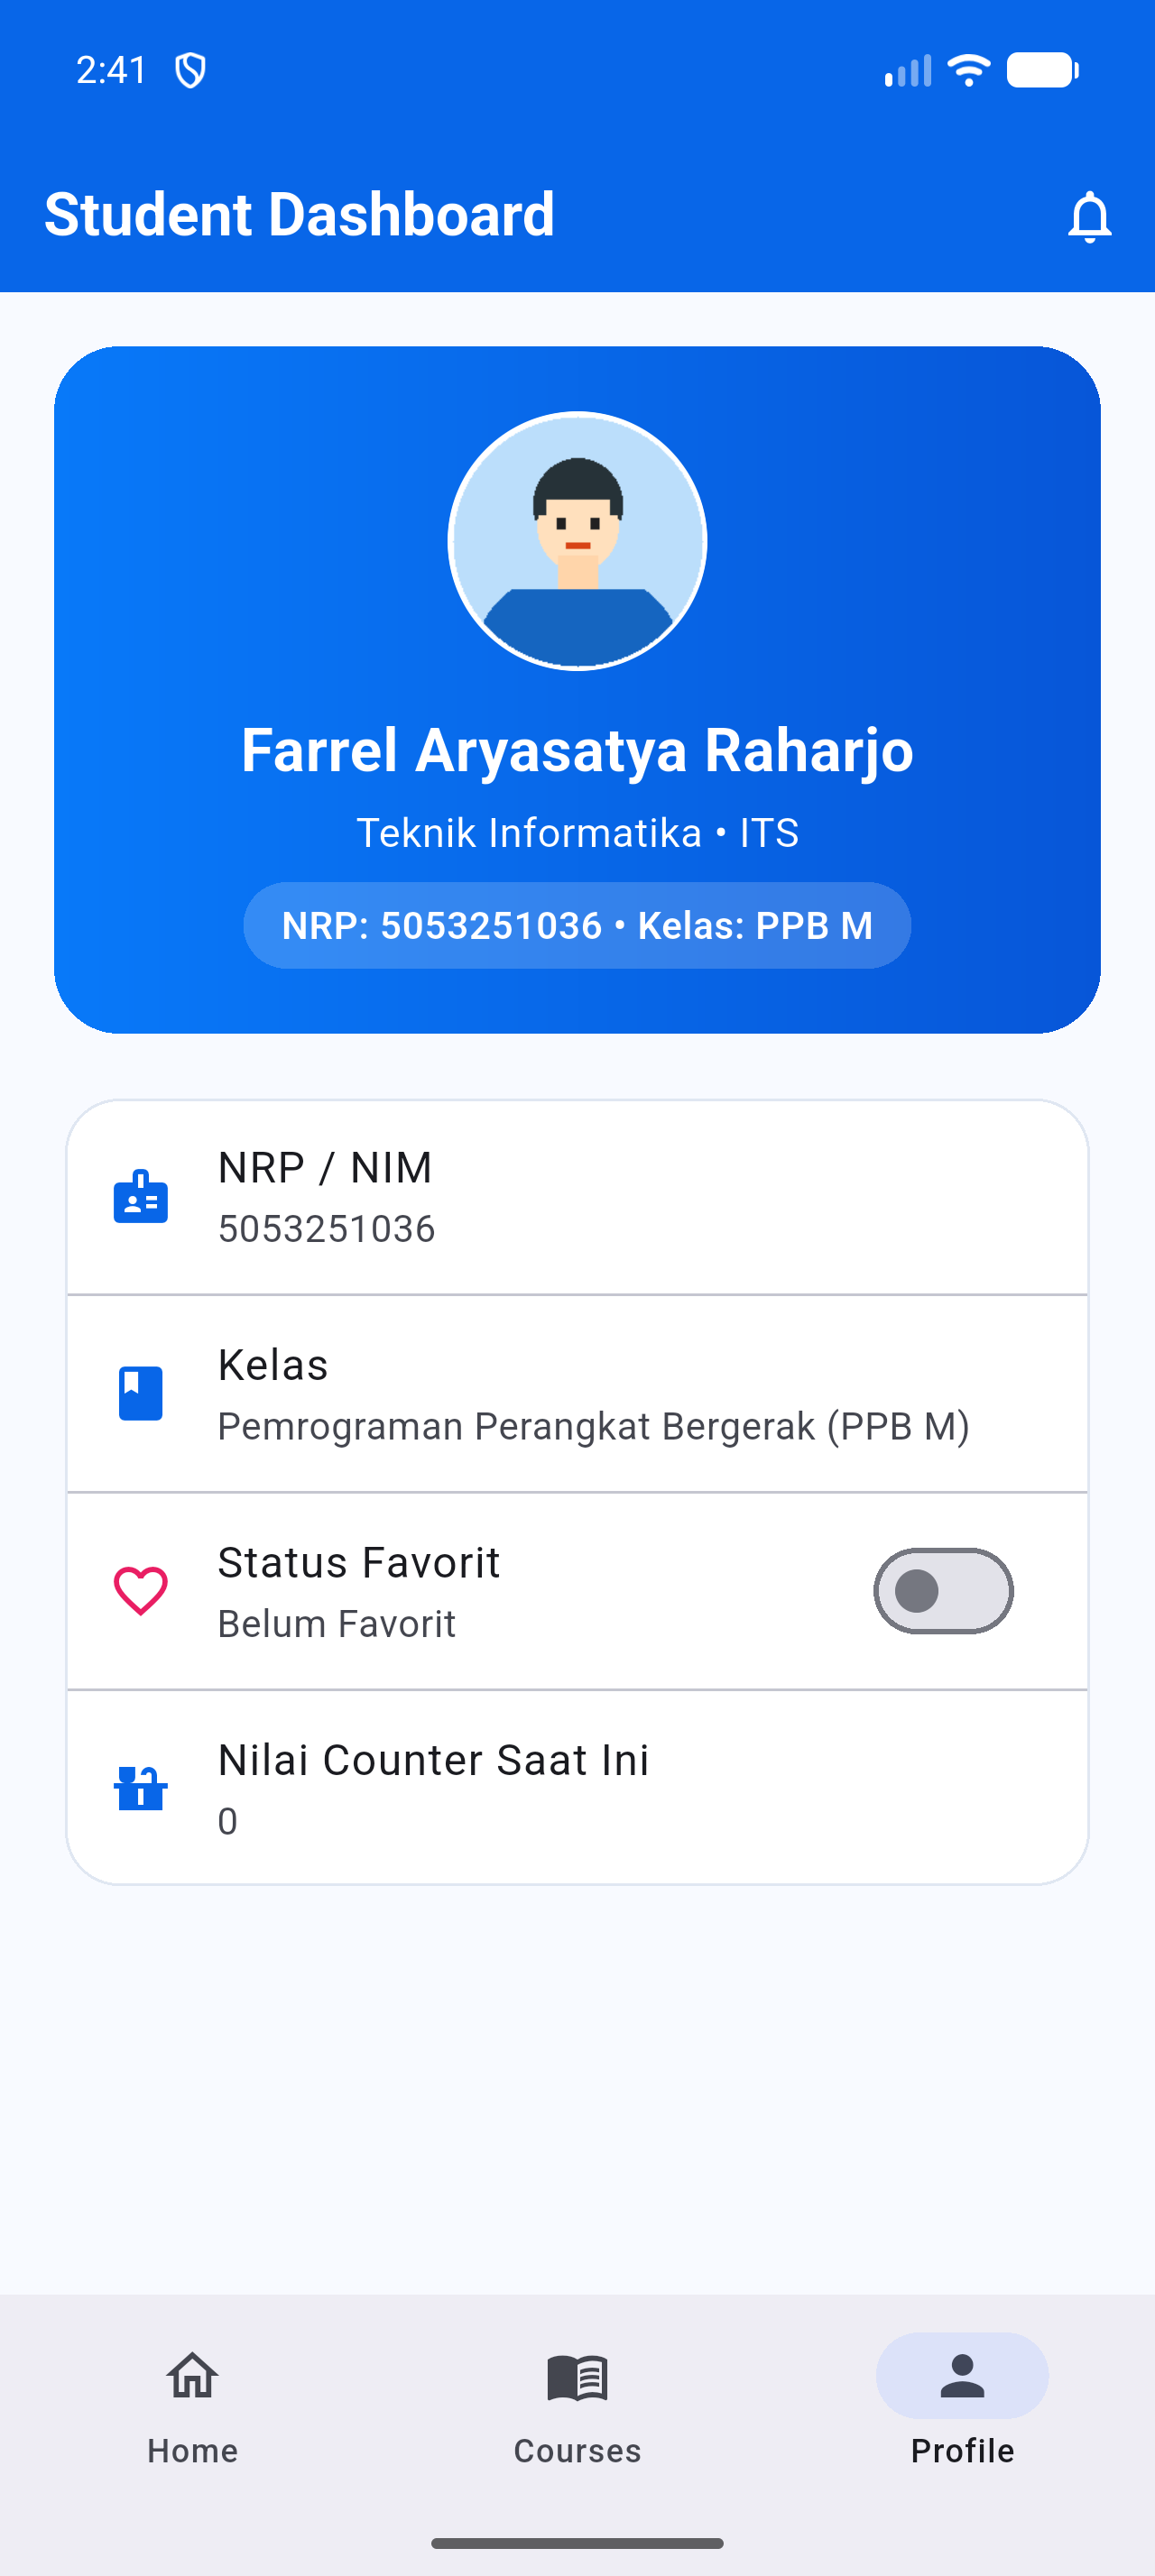 2:41
Student Dashboard
Farrel Aryasatya Raharjo
Teknik Informatika • ITS
NRP: 5053251036 • Kelas: PPB M
NRP / NIM
5053251036
Kelas
Pemrograman Perangkat Bergerak (PPB M)
Status Favorit
Belum Favorit
Nilai Counter Saat Ini
0
Home
Courses
Profile